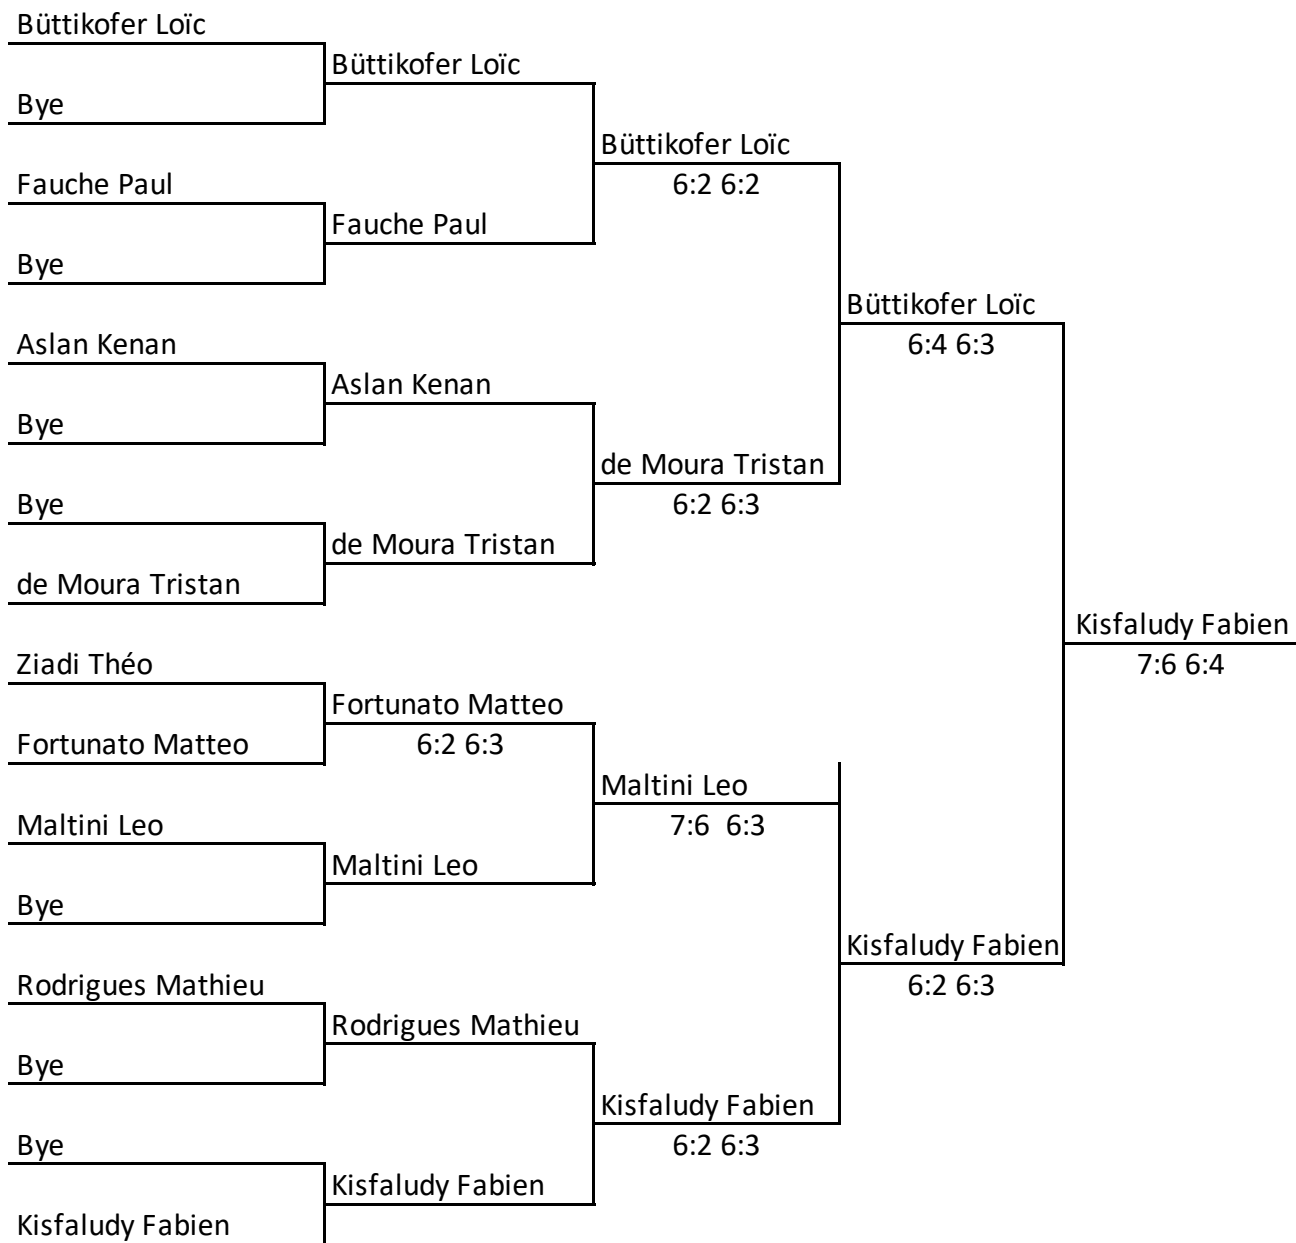 Büttikofer Loïc
Büttikofer Loïc
Bye
Büttikofer Loïc
6:2 6:2
Fauche Paul
Fauche Paul
Bye
Büttikofer Loïc
6:4 6:3
Aslan Kenan
Aslan Kenan
Bye
de Moura Tristan
6:2 6:3
Bye
de Moura Tristan
de Moura Tristan
Kisfaludy Fabien
7:6 6:4
Ziadi Théo
Fortunato Matteo
6:2 6:3
Fortunato Matteo
Maltini Leo
7:6  6:3
Maltini Leo
Maltini Leo
Bye
Kisfaludy Fabien
6:2 6:3
Rodrigues Mathieu
Rodrigues Mathieu
Bye
Kisfaludy Fabien
6:2 6:3
Bye
Kisfaludy Fabien
Kisfaludy Fabien